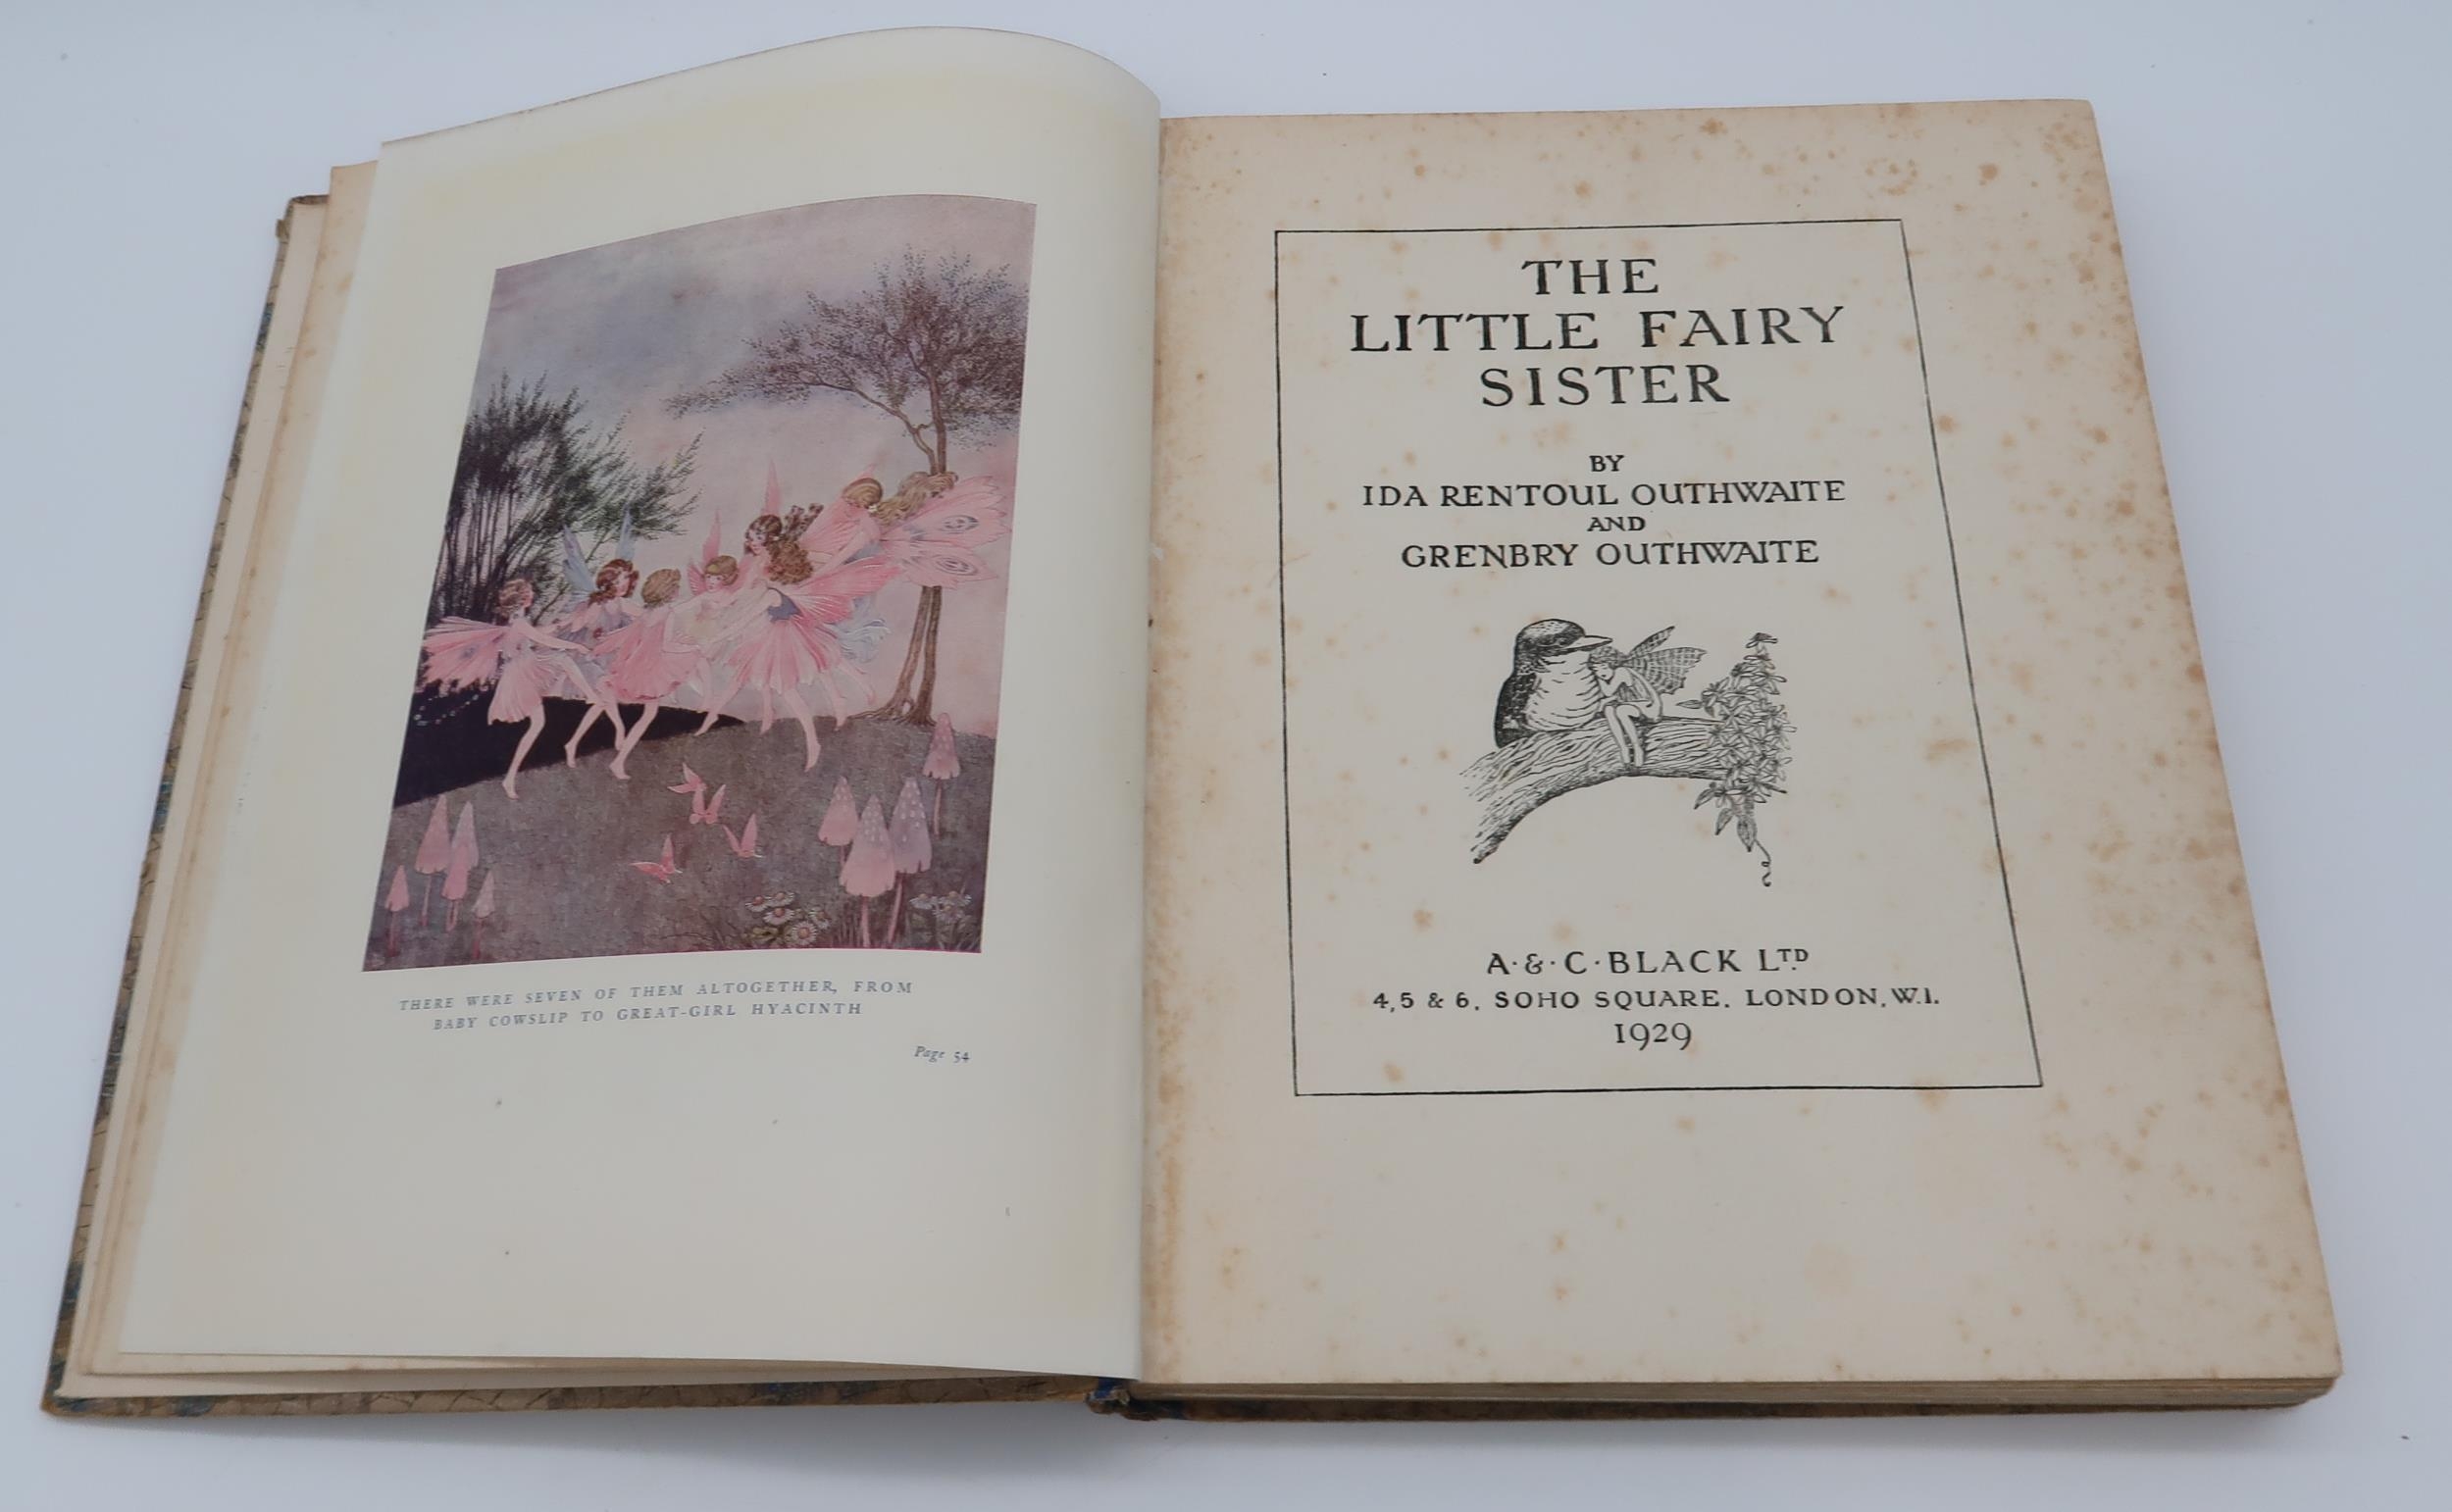 THERE WERE SEVEN OF THEM ALTOGETHER, FROM
BABY COWSLIP TO GREAT-GIRL HYACINTH
Page 54
THE
LITTLE FAIRY
SISTER
BY
IDA RENTOUL OUTHWAITE
AND
GRENBRY OUTHWAITE
A·&·C·BLACK LTD
4,5 & 6, SOHO SQUARE, LONDON, W.1.
1929